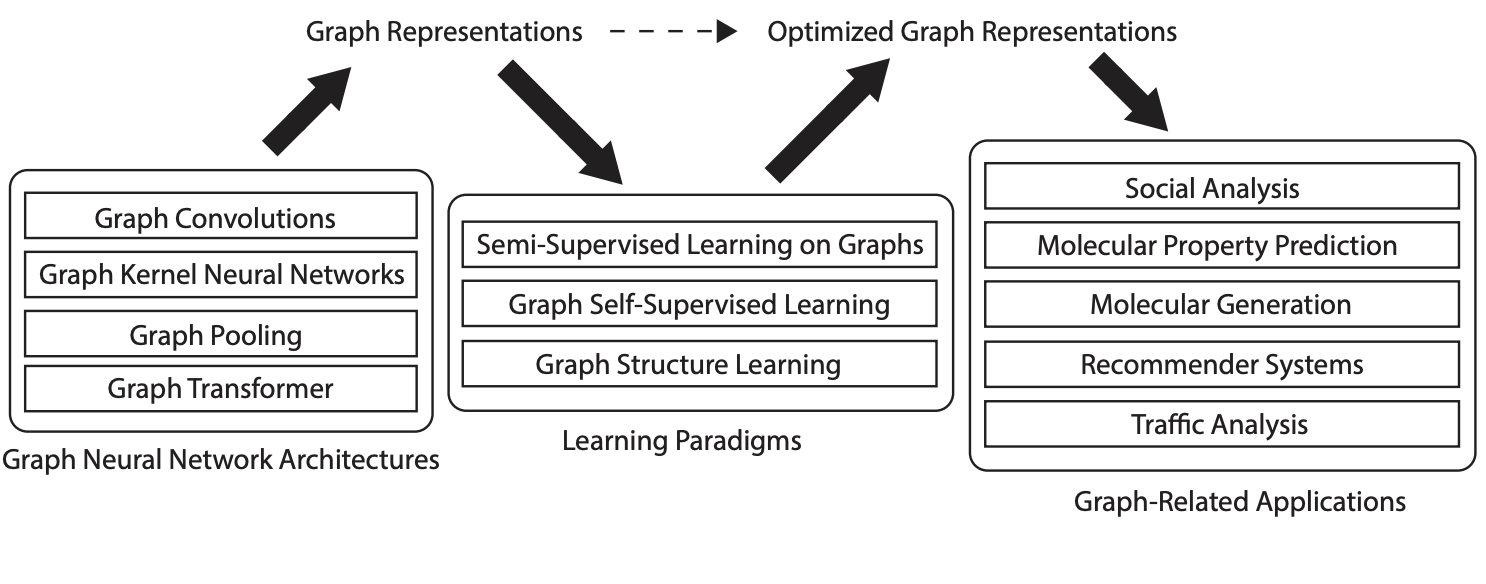 Graph Representations
Optimized Graph Representations
Graph Convolutions
Graph Kernel Neural Networks
Graph Pooling
Graph Transformer
Graph Neural Network Architectures
Semi-Supervised Learning on Graphs
Graph Self-Supervised Learning
Graph Structure Learning
Learning Paradigms
Social Analysis
Molecular Property Prediction
Molecular Generation
Recommender Systems
Traffic Analysis
Graph-Related Applications